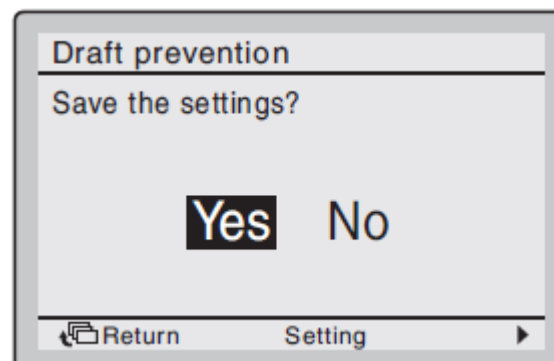 Draft prevention
Save the settings?
Yes No
Return Setting